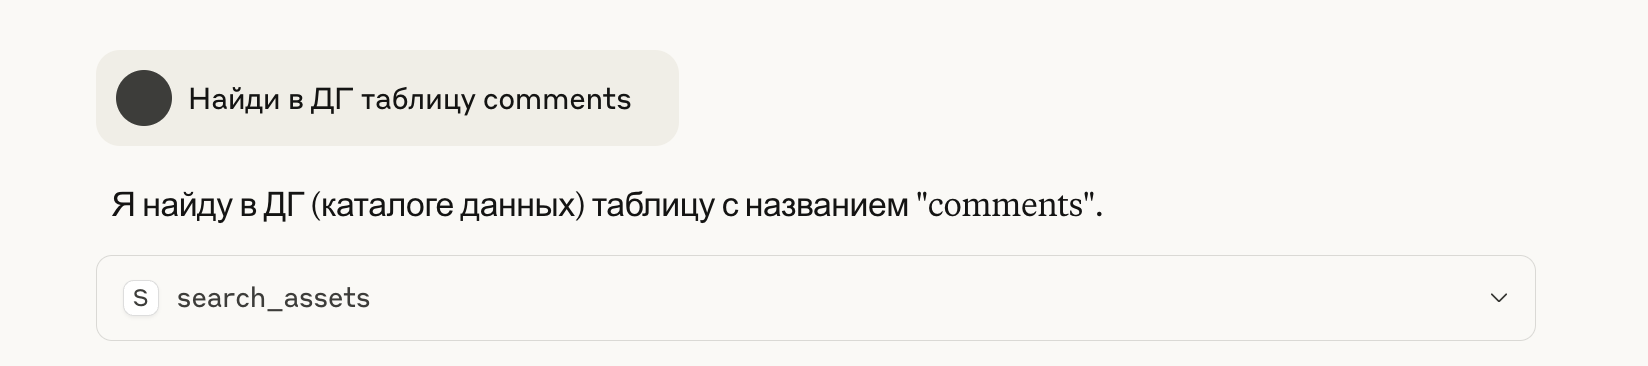 Найди в ДГ таблицу comments
Я найду в ДГ (каталоге данных) таблицу с названием "comments".
S search_assets